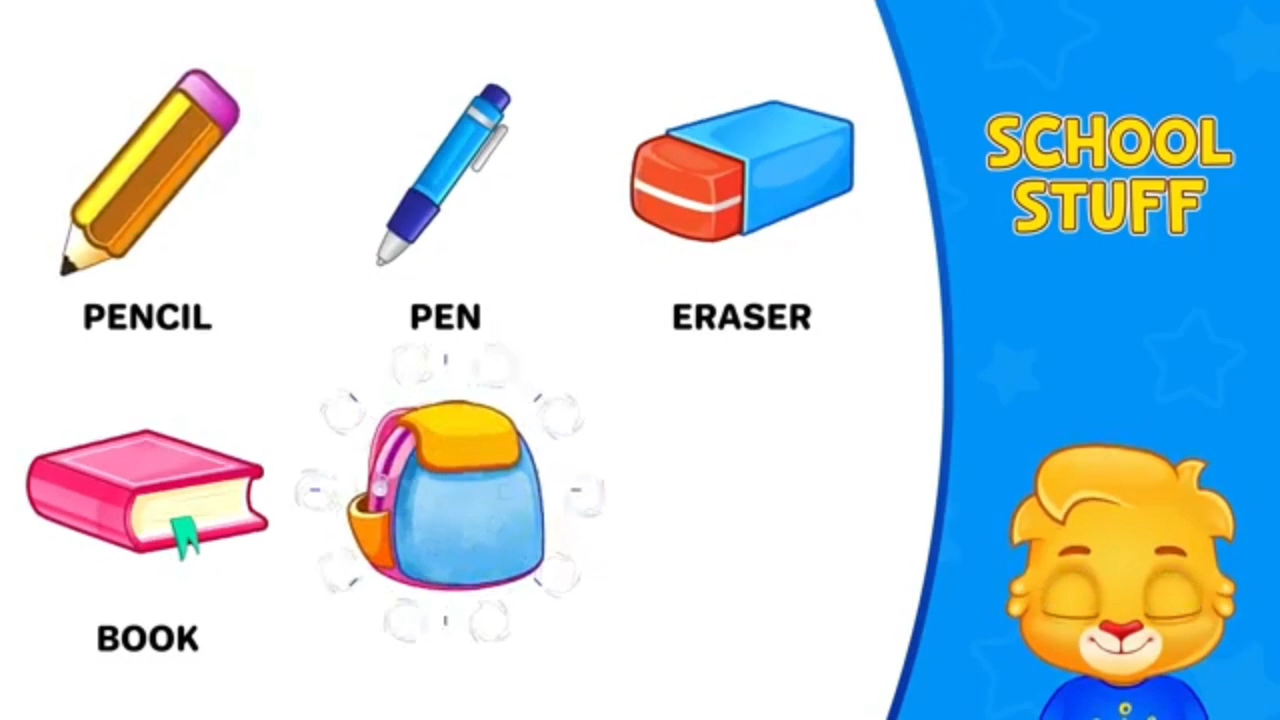 PENCIL
PEN
ERASER
BOOK
SCHOOL
STUFF